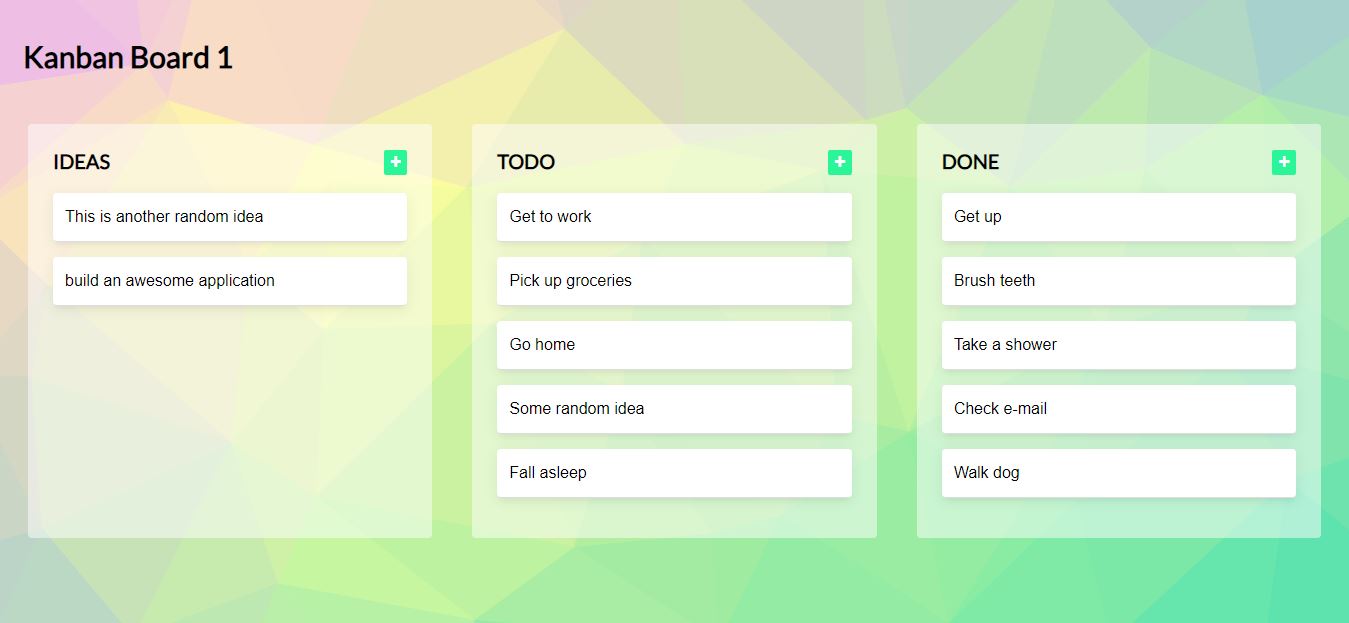 Kanban Board 1
IDEAS
+
This is another random idea
build an awesome application
TODO
+
Get to work
Pick up groceries
Go home
Some random idea
Fall asleep
DONE
+
Get up
Brush teeth
Take a shower
Check e-mail
Walk dog